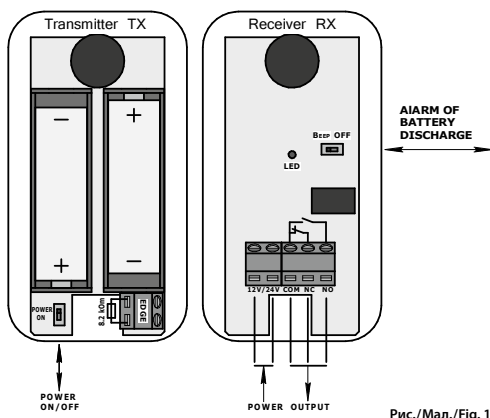 Transmitter TX
Receiver RX
AlARM OF
BATTERY
DISCHARGE
BEEP OFF
LED
−
+
+
−
POWER
ON
8.2 kOm
EDGE
12V/24V COM NC NO
POWER
ON/OFF
POWER OUTPUT
Рис./Мал./Fig. 1